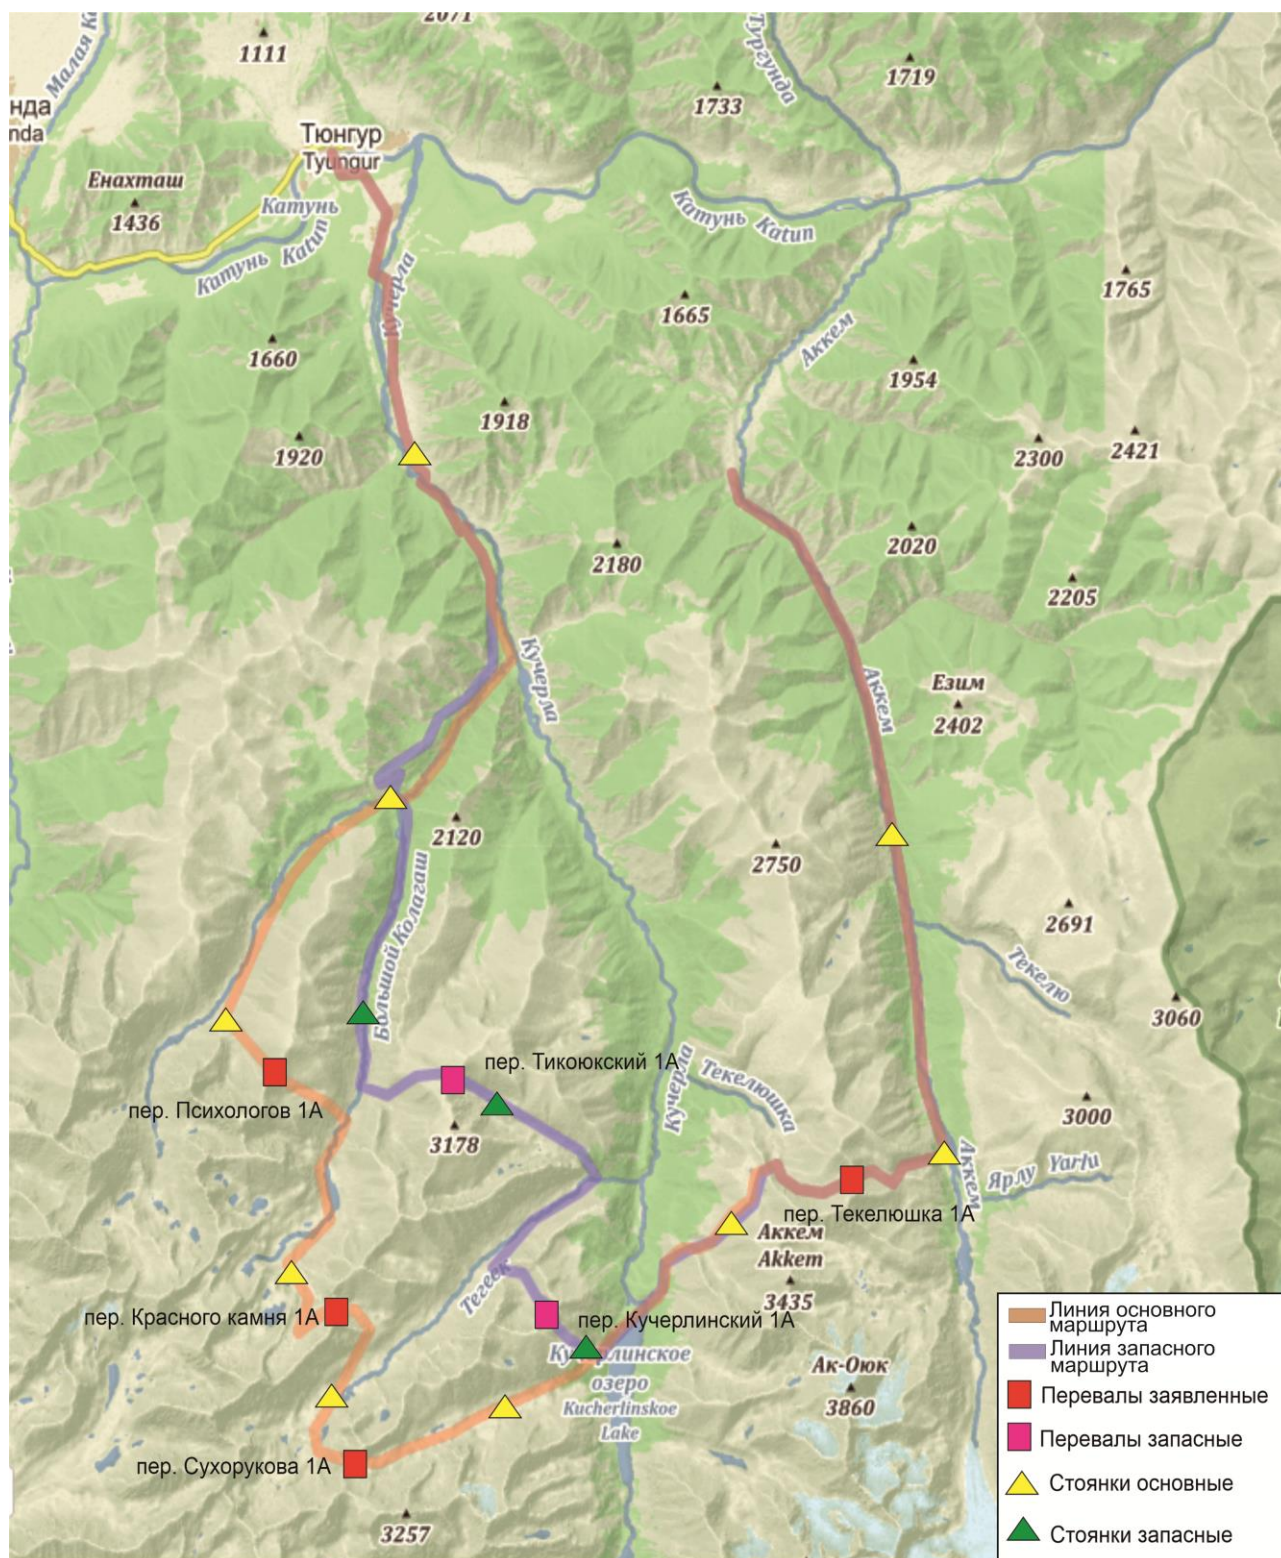 2071
Малая Ка
1111
Тургунда
1719
1733
нда
nda
Тюнгур
Tyungur
Енахташ
1436
Катунь
Катунь Katun
Катунь Katun
Кучерла
1665
1765
1660
Аккем
1954
1918
1920
2300
2421
2180
2020
2205
Кучерла
Аккем
Езим
2402
2120
2750
Большой Колагаш
2691
Текелю
3060
пер. Тикоюкский 1А
Кучерла
Текелюшка
пер. Психологов 1А
3178
3000
Аккем
Ярлу Yarlu
пер. Текелюшка 1А
Аккем
Akkem
3435
Тегеек
пер. Красного камня 1А
пер. Кучерлинский 1А
Кучерлинское
озеро
Kucherlinskoe
Lake
Ак-Оюк
3860
пер. Сухорукова 1А
3257
Линия основного
маршрута
Линия запасного
маршрута
Перевалы заявленные
Перевалы запасные
Стоянки основные
Стоянки запасные